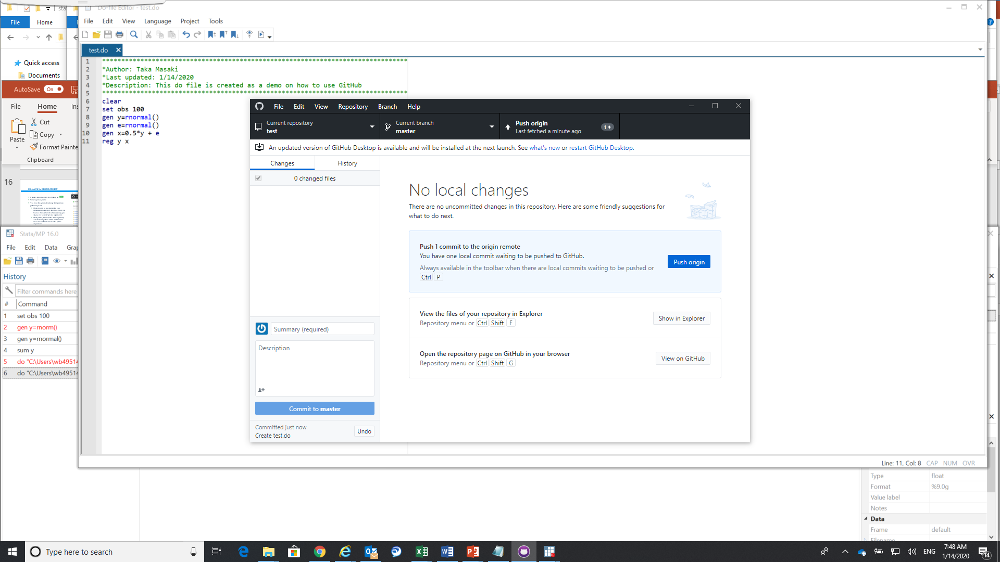 sta
File
Home
Quick access
Documents
Do-file Editor - test.do
File Edit View Language Project Tools
test.do
1 ********************************************************************************
2 *Author: Taka Masaki
3 *Last updated: 1/14/2020
4 *Description: This do file is created as a demo on how to use GitHub
5 ********************************************************************************
6 clear
7 set obs 100
8 gen y=rnormal()
9 gen e=rnormal()
10 gen x=0.5*y + e
11 reg y x
AutoSave On
File Home Ins
Paste
Cut
Copy
Format Painte
Clipboard
16
CREATE A REPOSITORY
File Edit View Repository Branch Help
Current repository
test
Current branch
master
Push origin
Last fetched a minute ago
1
An updated version of GitHub Desktop is available and will be installed at the next launch. See what's new or restart GitHub Desktop.
Changes History
0 changed files
No local changes
There are no uncommitted changes in this repository. Here are some friendly suggestions for
what to do next.
Push 1 commit to the origin remote
You have one local commit waiting to be pushed to GitHub.
Always available in the toolbar when there are local commits waiting to be pushed or
Ctrl P
Push origin
View the files of your repository in Explorer
Repository menu or Ctrl Shift F
Show in Explorer
Open the repository page on GitHub in your browser
Repository menu or Ctrl Shift G
View on GitHub
Summary (required)
Description
Commit to master
Committed just now
Create test.do
Undo
Stata/MP 16.0
File Edit Data Grap
History
Filter commands here
# Command
1 set obs 100
2 gen y=rnorm()
3 gen y=rnormal()
4 sum y
5 do "C:\Users\wb49514
6 do "C:\Users\wb49514
Line: 11, Col: 8 CAP NUM OVR
Type float
Format %9.0g
Value label
Notes
Data
Frame default
Filename
Type here to search
ENG
7:48 AM
1/14/2020
14